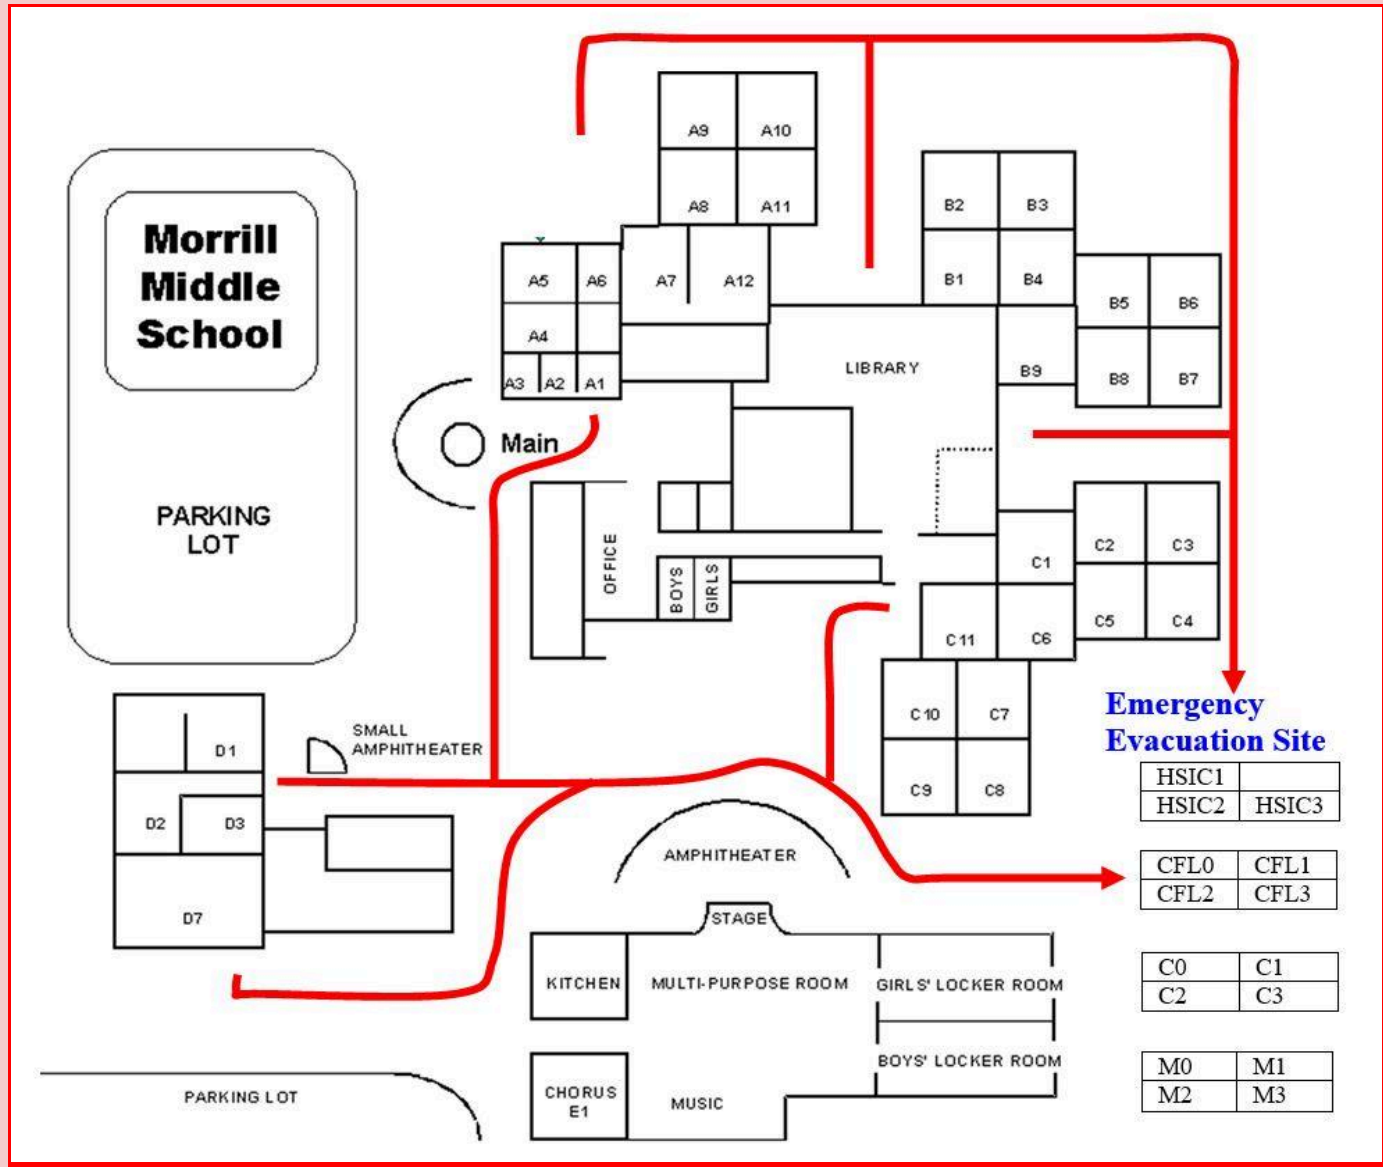 Morrill
Middle
School
PARKING
LOT
A9 A10
A8 A11
A5 A6 A7 A12
A4
A3 A2 A1
Main
B2 B3
B1 B4
B5 B6
B9 B8 B7
LIBRARY
OFFICE
BOYS
GIRLS
C1 C2 C3
C11 C6 C5 C4
C10 C7
C9 C8
SMALL
AMPHITHEATER
D1
D2 D3
D7
AMPHITHEATER
STAGE
KITCHEN
MULTI-PURPOSE ROOM
GIRLS' LOCKER ROOM
BOYS' LOCKER ROOM
CHORUS
E1
MUSIC
PARKING LOT
Emergency
Evacuation Site
HSIC1
HSIC2 HSIC3
CFL0 CFL1
CFL2 CFL3
C0 C1
C2 C3
M0 M1
M2 M3